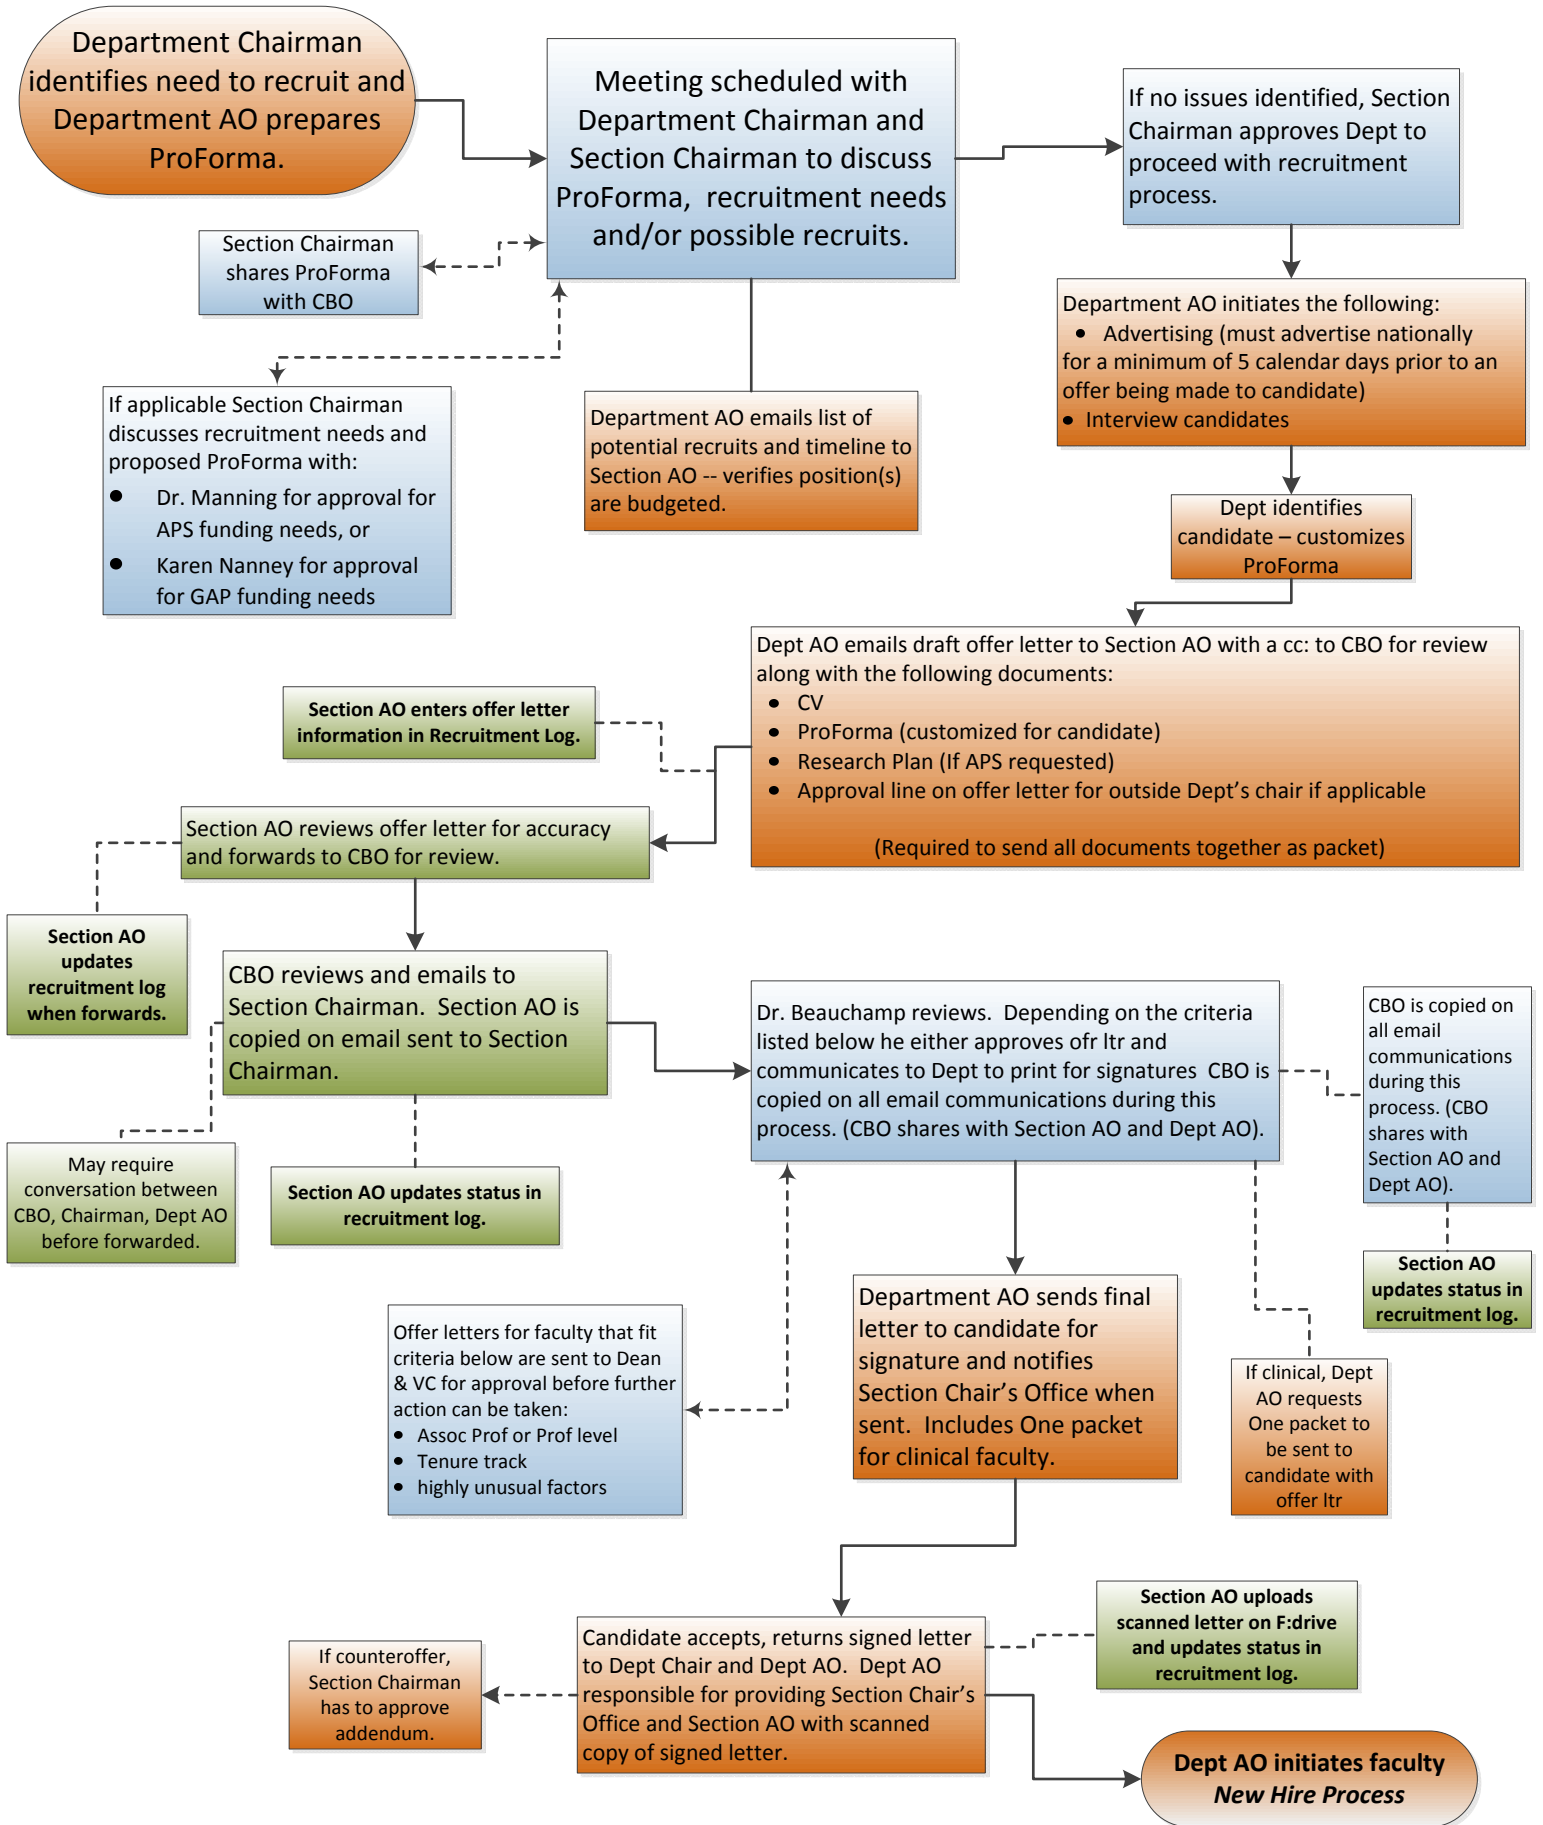 Department Chairman
identifies need to recruit and
Department AO prepares
ProForma.
Meeting scheduled with
Department Chairman and
Section Chairman to discuss
ProForma,  recruitment needs
and/or possible recruits.
If no issues identified, Section
Chairman approves Dept to
proceed with recruitment
process.
Section Chairman
shares ProForma
with CBO
Department AO initiates the following:
• Advertising (must advertise nationally
for a minimum of 5 calendar days prior to an
offer being made to candidate)
• Interview candidates
If applicable Section Chairman
discusses recruitment needs and
proposed ProForma with:
• Dr. Manning for approval for
APS funding needs, or
• Karen Nanney for approval
for GAP funding needs
Department AO emails list of
potential recruits and timeline to
Section AO -- verifies position(s)
are budgeted.
Dept identifies
candidate – customizes
ProForma
Dept AO emails draft offer letter to Section AO with a cc: to CBO for review
along with the following documents:
• CV
• ProForma (customized for candidate)
• Research Plan (If APS requested)
• Approval line on offer letter for outside Dept’s chair if applicable
(Required to send all documents together as packet)
Section AO enters offer letter
information in Recruitment Log.
Section AO reviews offer letter for accuracy
and forwards to CBO for review.
Section AO
updates
recruitment log
when forwards.
CBO reviews and emails to
Section Chairman.  Section AO is
copied on email sent to Section
Chairman.
Dr. Beauchamp reviews.  Depending on the criteria
listed below he either approves ofr ltr and
communicates to Dept to print for signatures  CBO is
copied on all email communications during this
process. (CBO shares with Section AO and Dept AO).
CBO is copied on
all email
communications
during this
process. (CBO
shares with
Section AO and
Dept AO).
May require
conversation between
CBO, Chairman, Dept AO
before forwarded.
Section AO updates status in
recruitment log.
Section AO
updates status in
recruitment log.
Offer letters for faculty that fit
criteria below are sent to Dean
& VC for approval before further
action can be taken:
• Assoc Prof or Prof level
• Tenure track
• highly unusual factors
Department AO sends final
letter to candidate for
signature and notifies
Section Chair’s Office when
sent.  Includes One packet
for clinical faculty.
If clinical, Dept
AO requests
One packet to
be sent to
candidate with
offer ltr
Section AO uploads
scanned letter on F:drive
and updates status in
recruitment log.
If counteroffer,
Section Chairman
has to approve
addendum.
Candidate accepts, returns signed letter
to Dept Chair and Dept AO.  Dept AO
responsible for providing Section Chair’s
Office and Section AO with scanned
copy of signed letter.
Dept AO initiates faculty
New Hire Process